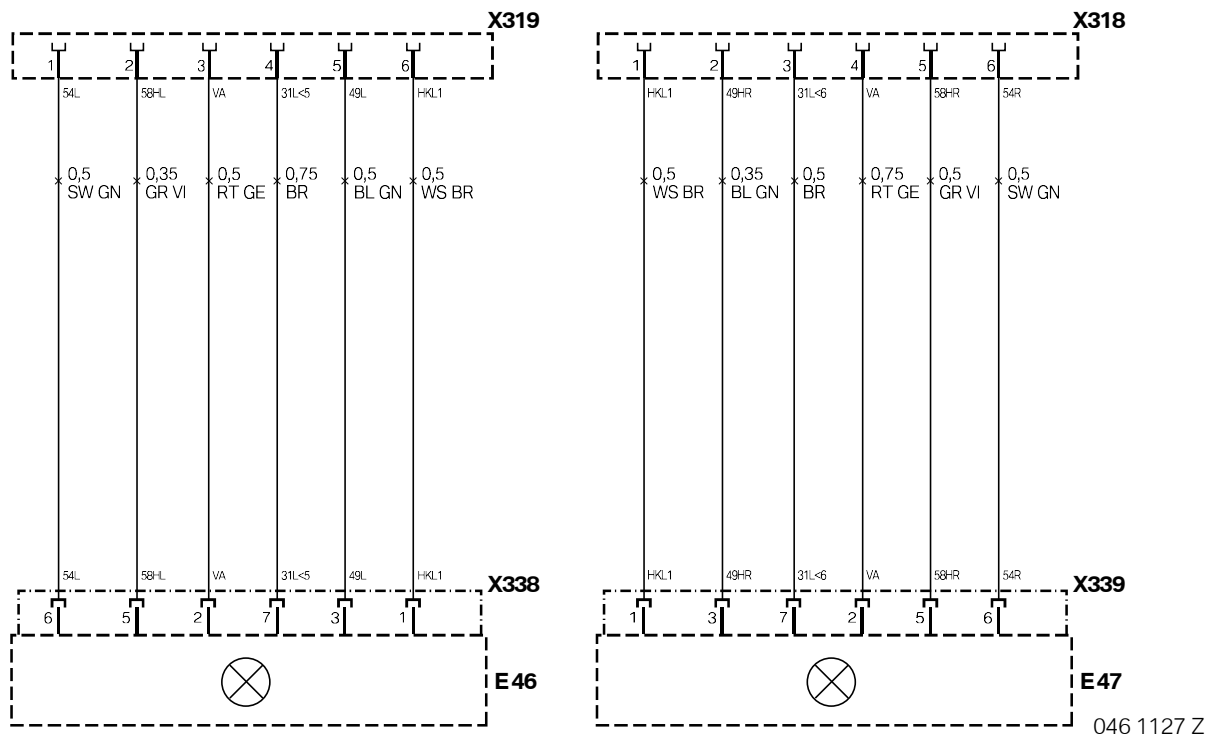 X319 X318
1 2 3 4 5 6 1 2 3 4 5 6
54L 58HL VA 31L<5 49L HKL1 HKL1 49HR 31L<6 VA 58HR 54R
0,5 0,35 0,5 0,75 0,5 0,5 0,5 0,35 0,5 0,75 0,5 0,5
SW GN GR VI RT GE BR BL GN WS BR WS BR BL GN BR RT GE GR VI SW GN
54L 58HL VA 31L<5 49L HKL1 HKL1 49HR 31L<6 VA 58HR 54R
X338 X339
6 5 2 7 3 1 1 3 7 2 5 6
E46 E47
046 1127 Z